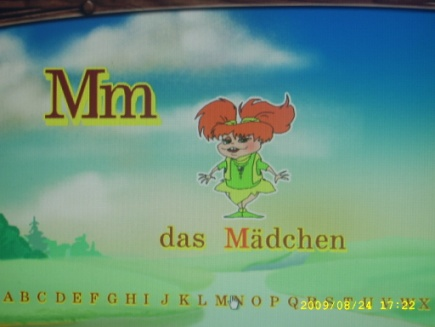 Mm
das Mädchen
A B C D E F G H I J K L M N O P Q R S T U V W X
2009/08/24 17:22